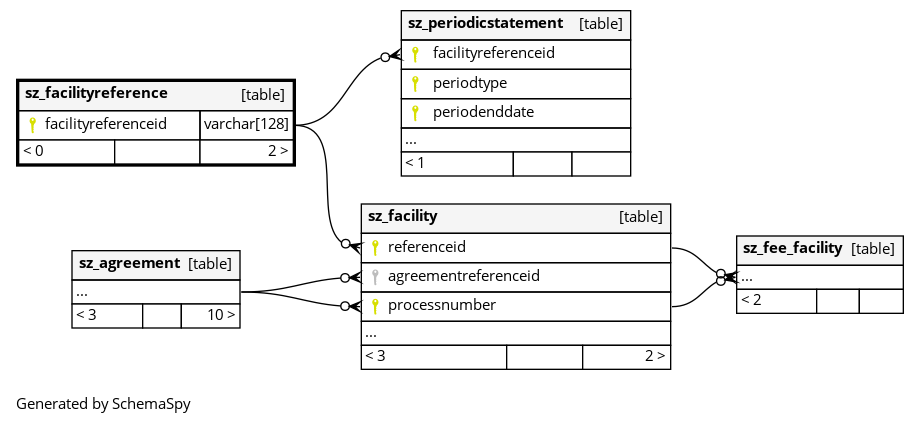 sz_periodicstatement [table]
facilityreferenceid
periodtype
periodenddate
...
< 1
sz_facilityreference [table]
facilityreferenceid varchar[128]
< 0 2 >
sz_facility [table]
referenceid
agreementreferenceid
processnumber
...
< 3 2 >
sz_agreement [table]
...
< 3 10 >
sz_fee_facility [table]
...
< 2
Generated by SchemaSpy